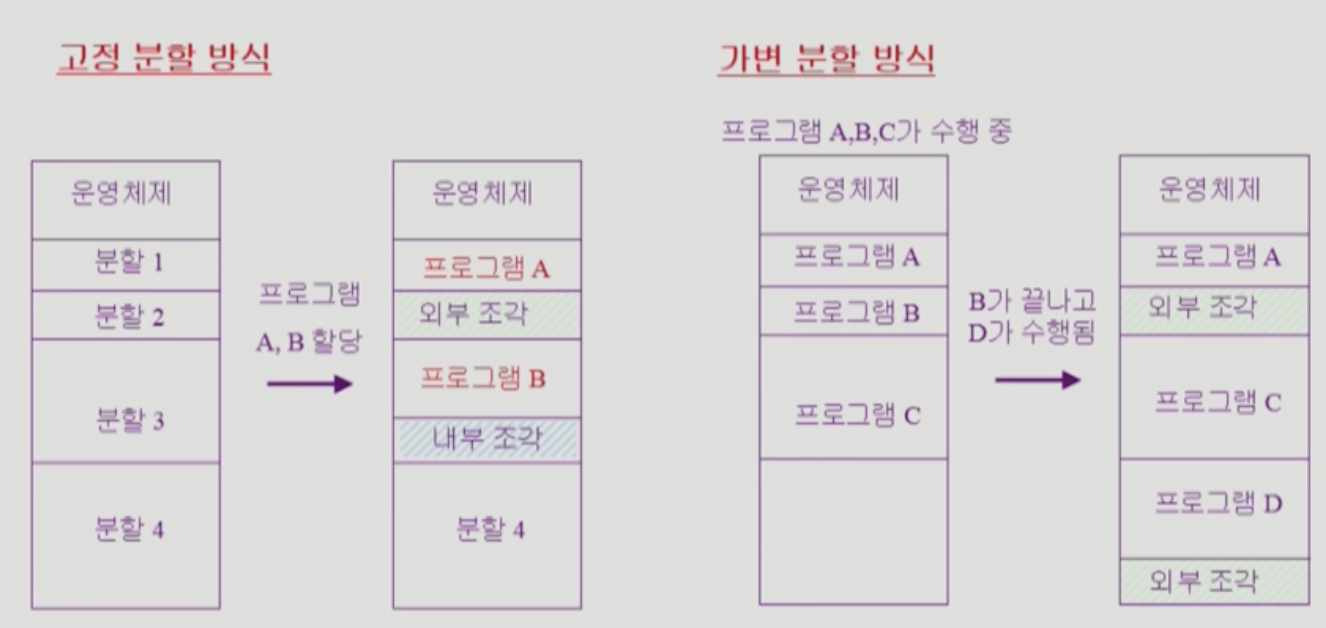 고정 분할 방식
운영체제
분할 1
분할 2
분할 3
분할 4
프로그램
A, B 할당
운영체제
프로그램 A
외부 조각
프로그램 B
내부 조각
분할 4
가변 분할 방식
프로그램 A,B,C가 수행 중
운영체제
프로그램 A
프로그램 B
프로그램 C
B가 끝나고
D가 수행됨
운영체제
프로그램 A
외부 조각
프로그램 C
프로그램 D
외부 조각